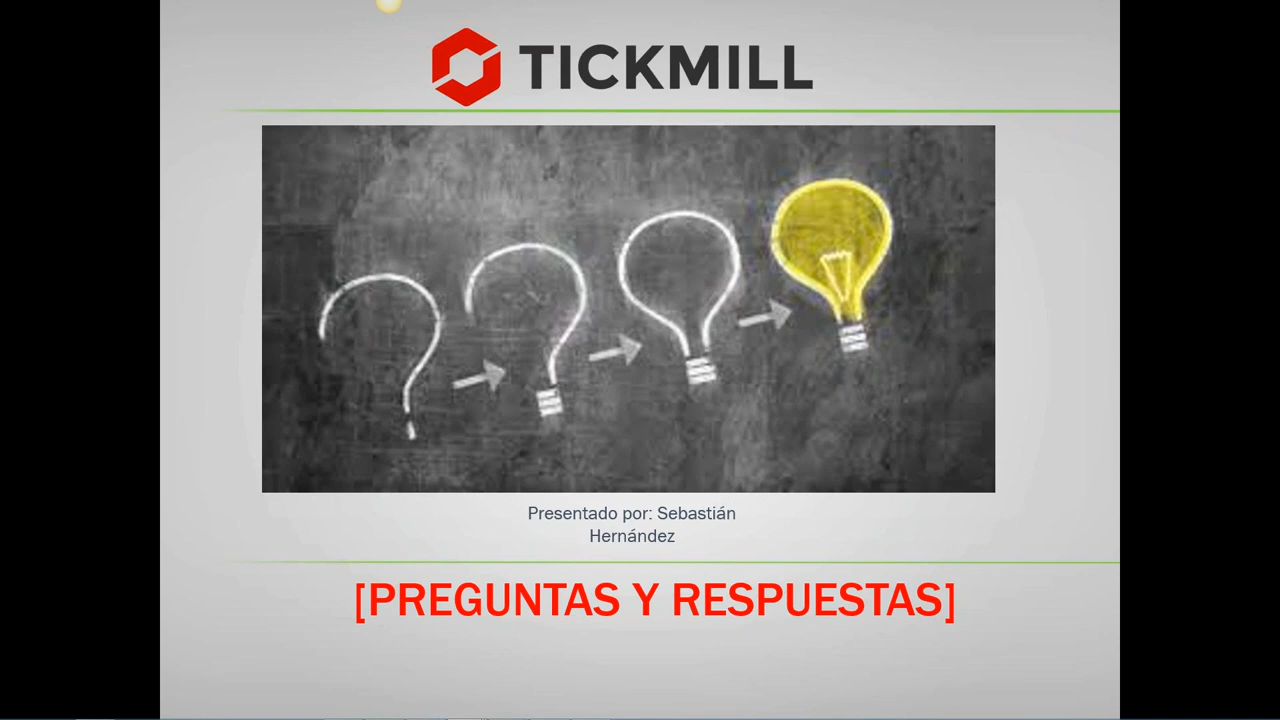 TICKMILL
Presentado por: Sebastián
Hernández
[PREGUNTAS Y RESPUESTAS]